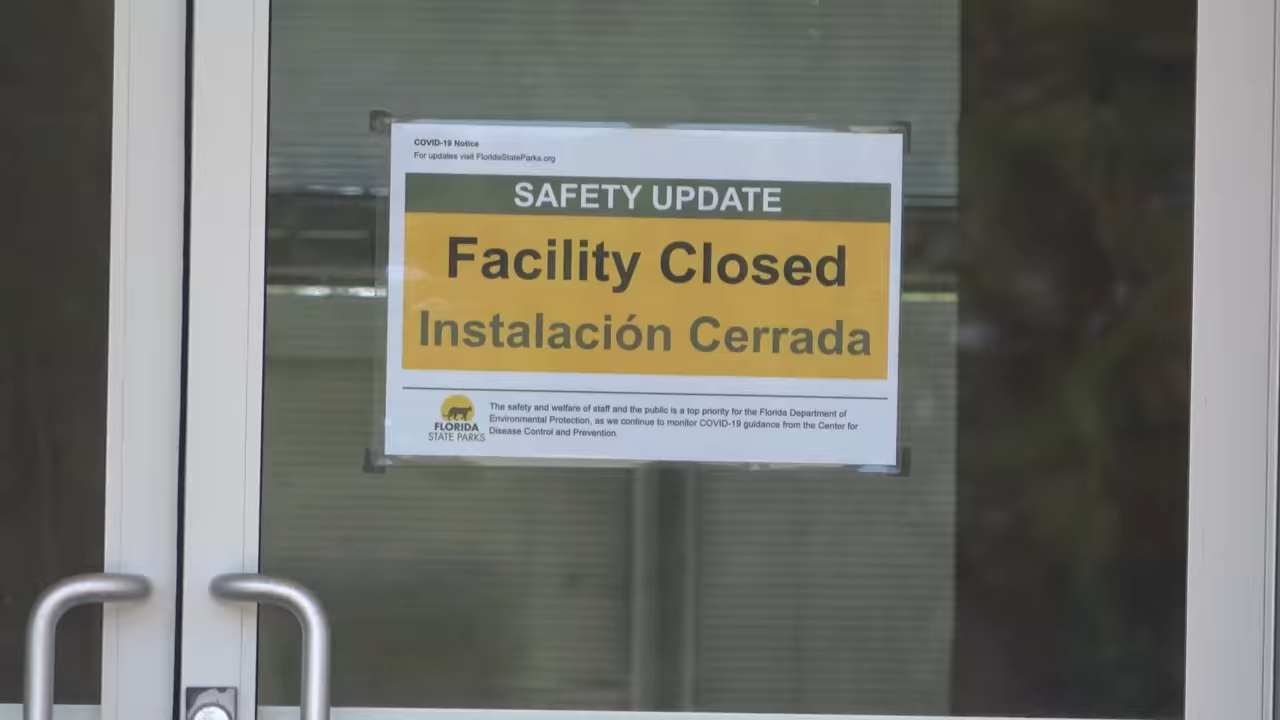 COVID-19 Notice
For updates visit FloridaStateParks.org
SAFETY UPDATE
Facility Closed
Instalación Cerrada
FLORIDA
STATE PARKS
The safety and welfare of staff and the public is a top priority for the Florida Department of
Environmental Protection, as we continue to monitor COVID-19 guidance from the Center for
Disease Control and Prevention.